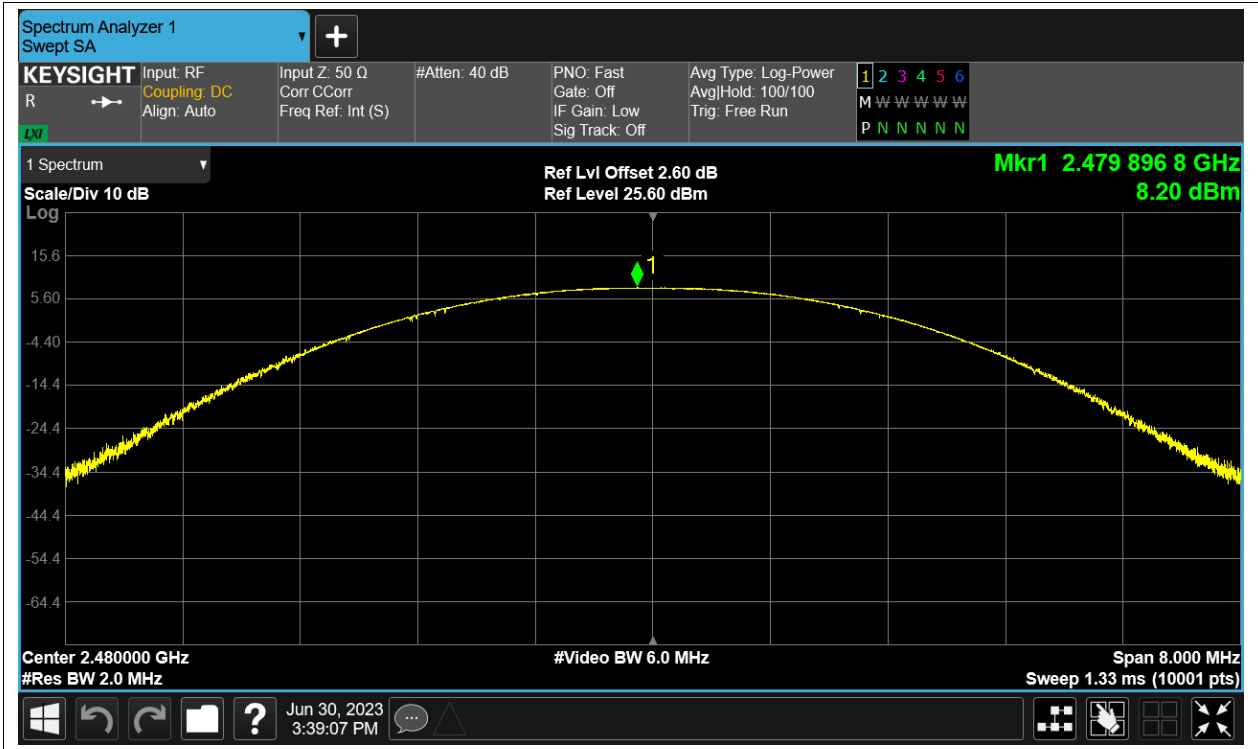 Spectrum Analyzer 1
Swept SA
KEYSIGHT
R
LXI
Input: RF
Coupling: DC
Align: Auto
Input Z: 50 Ω
Corr CCorr
Freq Ref: Int (S)
#Atten: 40 dB
PNO: Fast
Gate: Off
IF Gain: Low
Sig Track: Off
Avg Type: Log-Power
Avg|Hold: 100/100
Trig: Free Run
1 2 3 4 5 6
M W W W W W
P N N N N N
1 Spectrum
Scale/Div 10 dB
Log
Ref Lvl Offset 2.60 dB
Ref Level 25.60 dBm
Mkr1 2.479 896 8 GHz
8.20 dBm
1
15.6
5.60
-4.40
-14.4
-24.4
-34.4
-44.4
-54.4
-64.4
Center 2.480000 GHz
#Res BW 2.0 MHz
#Video BW 6.0 MHz
Span 8.000 MHz
Sweep 1.33 ms (10001 pts)
?
Jun 30, 2023
3:39:07 PM